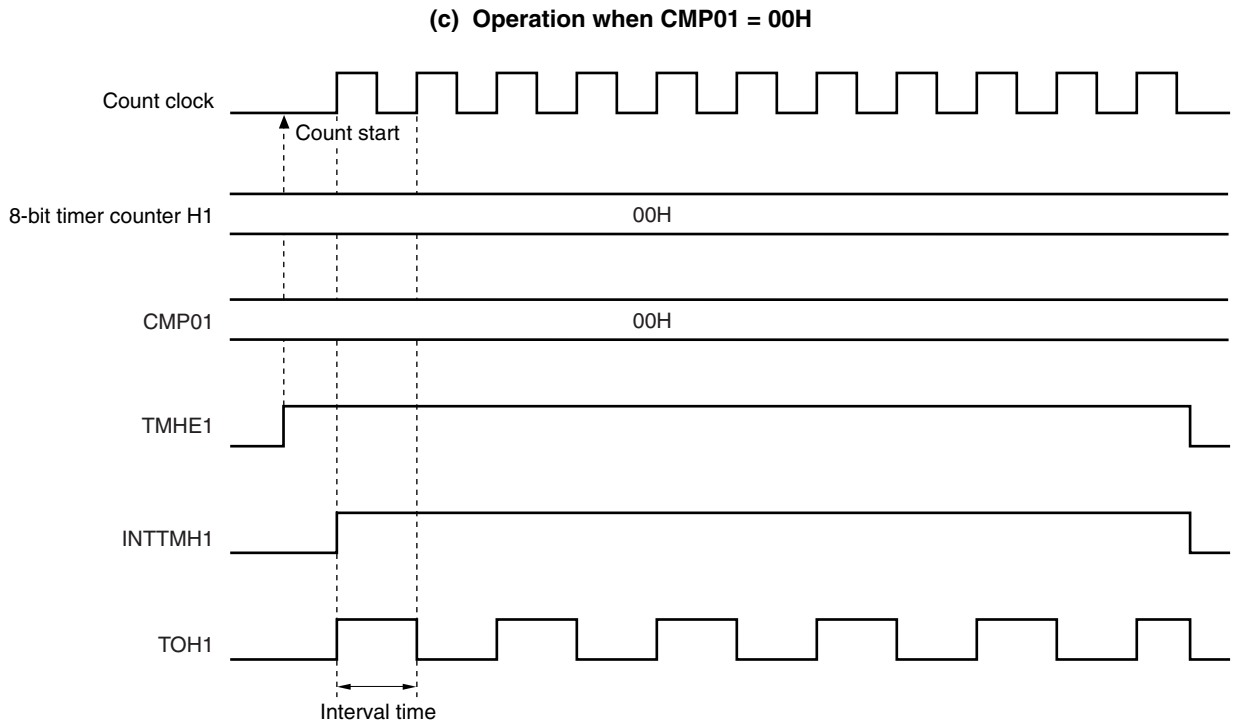 (c) Operation when CMP01 = 00H
Count clock
Count start
8-bit timer counter H1
00H
CMP01
00H
TMHE1
INTTMH1
TOH1
Interval time